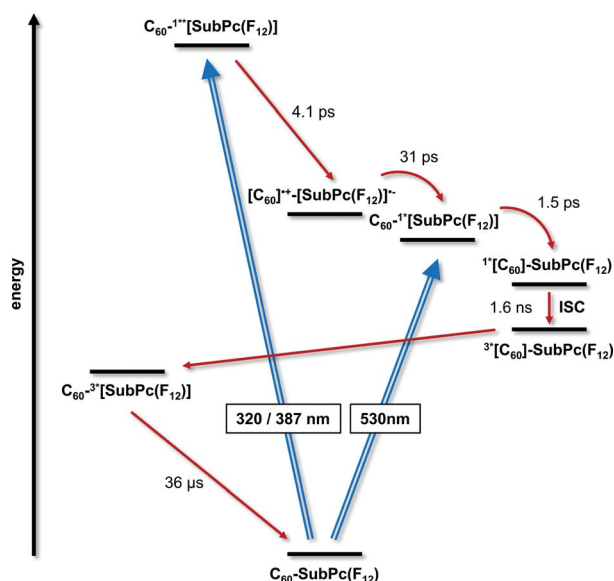 C₆₀-¹**[SubPc(F₁₂)]
4.1 ps
31 ps
[C₆₀]•+-[SubPc(F₁₂)]•-
1.5 ps
C₆₀-¹*[SubPc(F₁₂)]
¹*[C₆₀]-SubPc(F₁₂)
energy
1.6 ns
ISC
³*[C₆₀]-SubPc(F₁₂)
C₆₀-³*[SubPc(F₁₂)]
320 / 387 nm
530nm
36 µs
C₆₀-SubPc(F₁₂)